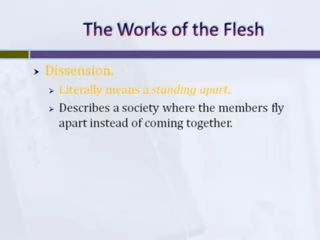 The Works of the Flesh
Dissension.
Literally means a standing apart.
Describes a society where the members fly
apart instead of coming together.